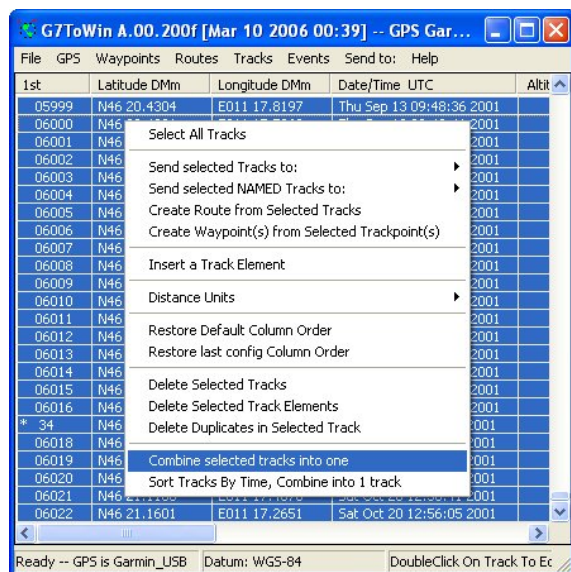 G7ToWin A.00.200f [Mar 10 2006 00:39] -- GPS Gar...
File GPS Waypoints Routes Tracks Events Send to: Help
1st Latitude DMm Longitude DMm Date/Time UTC Altit
05999 N46 20.4304 E011 17.8197 Thu Sep 13 09:48:36 2001
06000 N46 2001
Select All Tracks
06001 N46 2001
06002 N46 2001
Send selected Tracks to:
06003 N46 2001
Send selected NAMED Tracks to:
06004 N46 2001
Create Route from Selected Tracks
06005 N46 2001
Create Waypoint(s) from Selected Trackpoint(s)
06006 N46 2001
06007 N46 2001
Insert a Track Element
06008 N46 2001
06009 N46 2001
Distance Units
06010 N46 2001
06011 N46 2001
Restore Default Column Order
06012 N46 2001
Restore last config Column Order
06013 N46 2001
06014 N46 2001
Delete Selected Tracks
06015 N46 2001
Delete Selected Track Elements
06016 N46 2001
Delete Duplicates in Selected Track
* 34 N46 2001
06018 N46 2001
Combine selected tracks into one
06019 N46 2001
06020 N46 2001
Sort Tracks By Time, Combine into 1 track
06021 N46 2001
06022 N46 21.1601 E011 17.2651 Sat Oct 20 12:56:05 2001
Ready -- GPS is Garmin_USB Datum: WGS-84 DoubleClick On Track To Ec